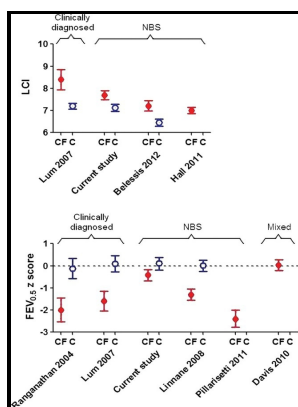 Clinically
diagnosed
NBS
10
9
8
7
6
LCI
CF C CF C CF C CF C
Lum 2007
Current study
Belessis 2012
Hall 2011
Clinically
diagnosed
NBS
Mixed
1
0
-1
-2
-3
FEV0.5 z score
CF C CF C CF C CF C CF C CF C
Ranganathan 2004
Lum 2007
Current study
Linnane 2008
Pillarisetti 2011
Davis 2010